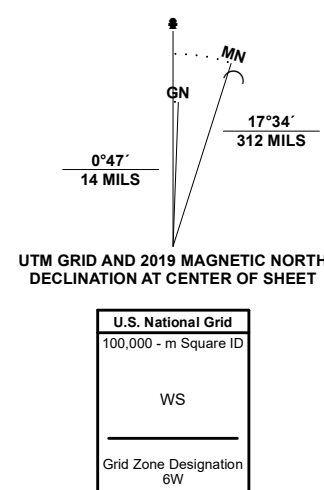 MN
GN
17°34´
312 MILS
0°47´
14 MILS
UTM GRID AND 2019 MAGNETIC NORTH
DECLINATION AT CENTER OF SHEET
U.S. National Grid
100,000 - m Square ID
WS
Grid Zone Designation
6W